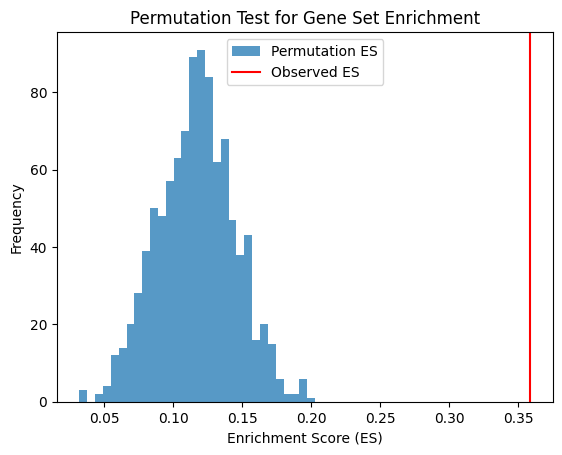 Permutation Test for Gene Set Enrichment
Permutation ES
Observed ES
Frequency
80
60
40
20
0
0.05 0.10 0.15 0.20 0.25 0.30 0.35
Enrichment Score (ES)